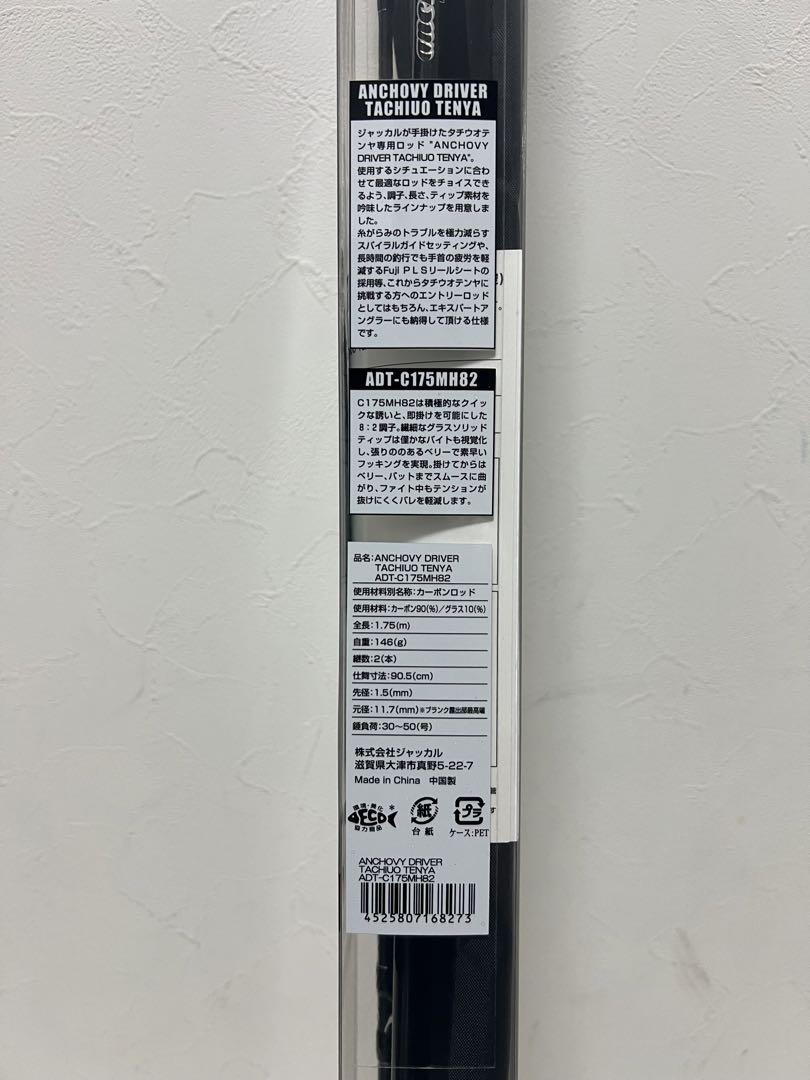 ANCHOVY DRIVER
TACHIUO TENYA
ジャッカルが手掛けたタチウオテ
ンヤ専用ロッド "ANCHOVY
DRIVER TACHIUO TENYA"。
使用するシチュエーションに合わ
せて最適なロッドをチョイスでき
るよう、調子、長さ、ティップ素材を
吟味したラインナップを用意しま
した。
糸がらみのトラブルを極力減らす
スパイラルガイドセッティングや、
長時間の釣行でも手首の疲労を軽
減するFuji PLSリールシートの
採用等、これからタチウオテンヤに
挑戦する方へのエントリーロッド
としてはもちろん、エキスパートア
ングラーにも納得して頂ける仕様
です。
ADT-C175MH82
C175MH82は積極的なクイッ
クな誘いと、即掛けを可能にした
8:2調子。繊細なグラスソリッド
ティップは僅かなバイトも視覚化
し、張りののあるベリーで素早い
フッキングを実現。掛けてからは
ベリー、バットまでスムースに曲
がり、ファイト中もテンションが
抜けにくくバレを軽減します。
品名:ANCHOVY DRIVER
TACHIUO TENYA
ADT-C175MH82
使用材料別名称:カーボンロッド
使用材料:カーボン90(%)/グラス10(%)
全長:1.75(m)
自重:146(g)
継数:2(本)
仕舞寸法:90.5(cm)
先径:1.5(mm)
元径:11.7(mm)※ブランク露出部最高端
錘負荷:30〜50(号)
株式会社ジャッカル
滋賀県大津市真野5-22-7
Made in China 中国製
環境・美化
ECO
協力商品
紙
台紙
プラ
ケース:PET
ANCHOVY DRIVER
TACHIUO TENYA
ADT-C175MH82
4525807168273